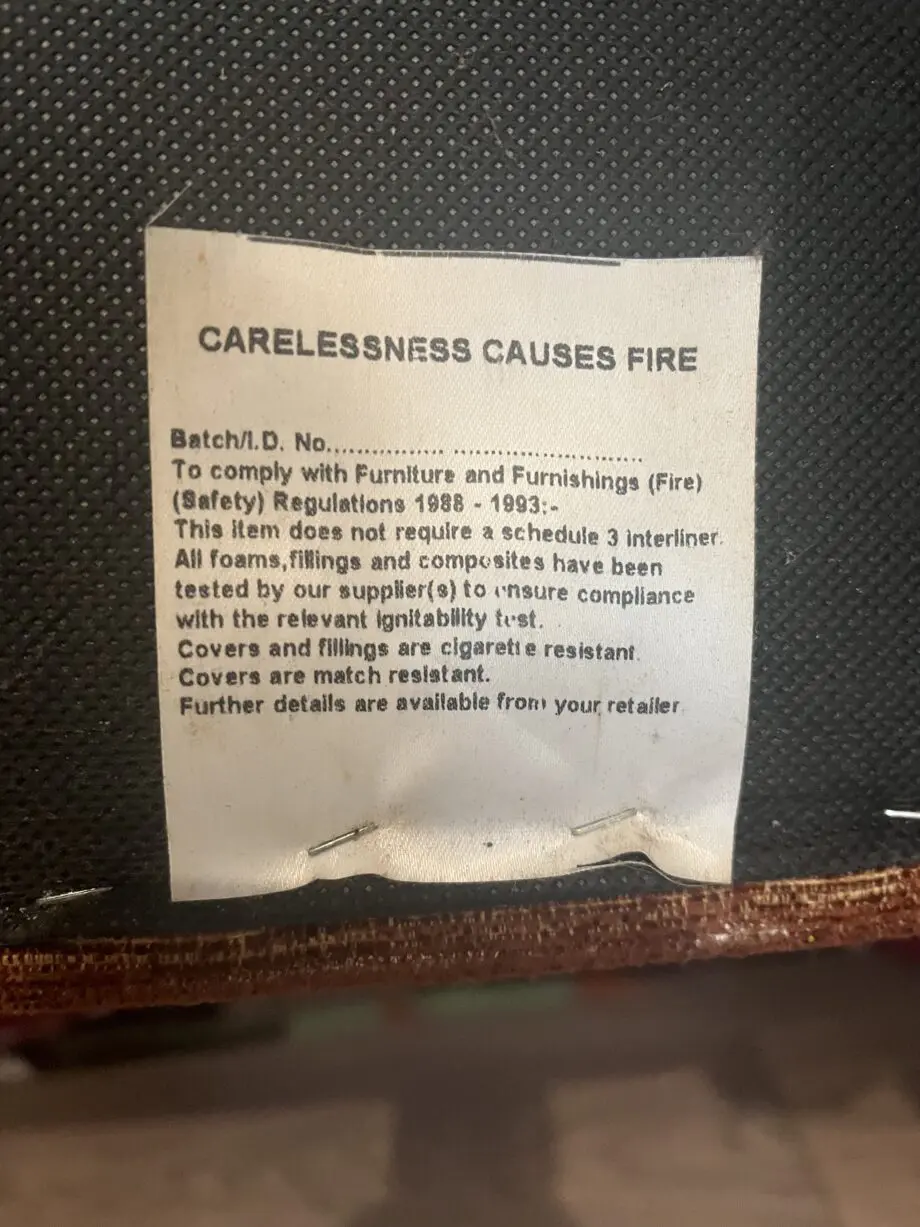 CARELESSNESS CAUSES FIRE
Batch/I.D. No.................. ..........................
To comply with Furniture and Furnishings (Fire)
(Safety) Regulations 1988 - 1993:-
This item does not require a schedule 3 interliner.
All foams,fillings and composites have been
tested by our supplier(s) to ensure compliance
with the relevant ignitability test.
Covers and fillings are cigarette resistant.
Covers are match resistant.
Further details are available from your retailer.